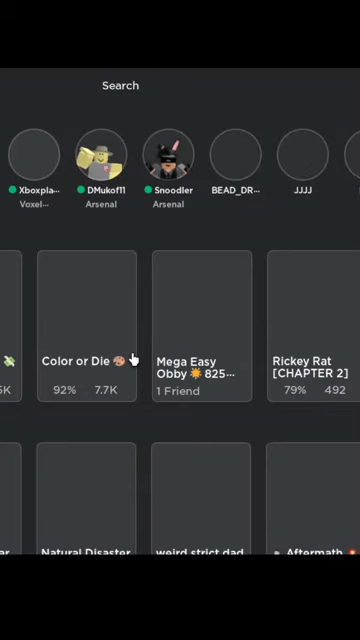 Search
Xboxpla...
DMukof11
Snoodler
BEAD_DR...
JJJJ
Voxel-...
Arsenal
Arsenal
Color or Die 🎨
Mega Easy
Obby ☀️ 825...
Rickey Rat
[CHAPTER 2]
92% 7.7K
1 Friend
79% 492
Natural Disaster
weird strict dad
Aftermath